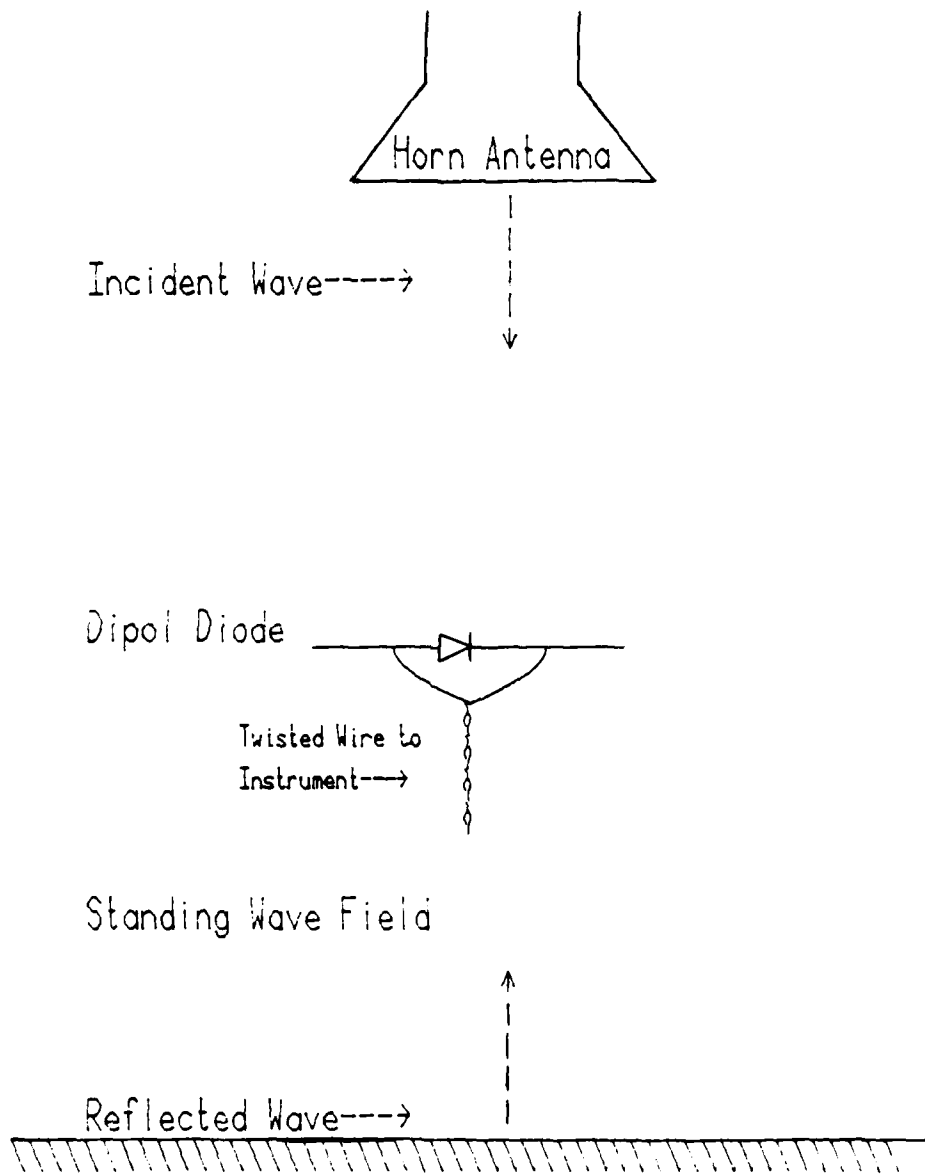 Horn Antenna
Incident Wave---->
Dipol Diode
Twisted Wire to
Instrument--->
Standing Wave Field
Reflected Wave--->